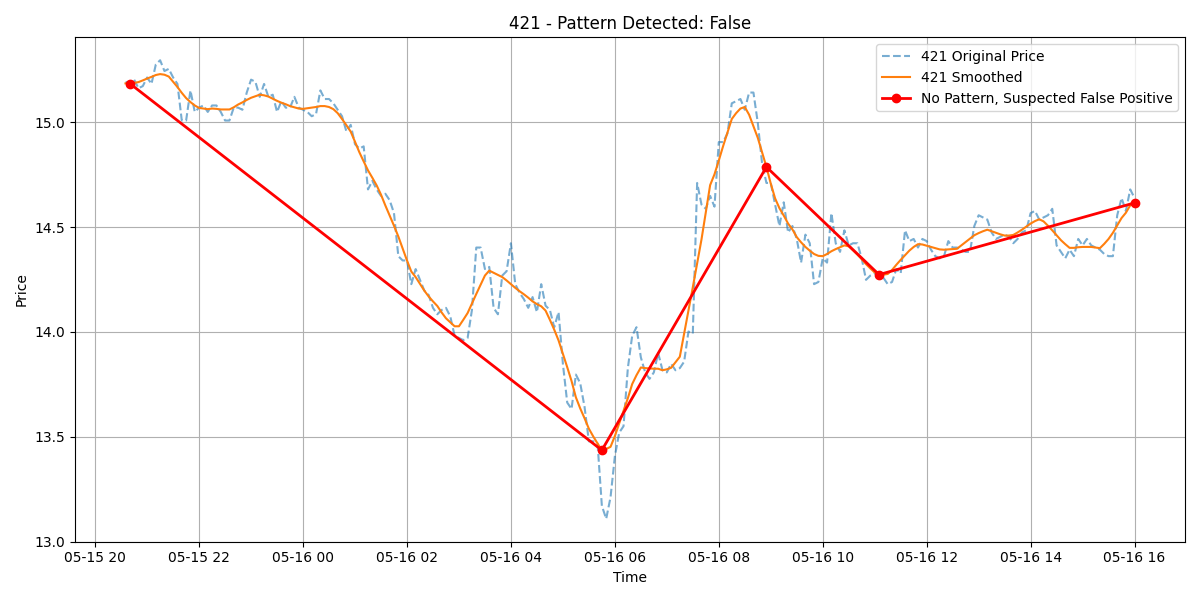 421 - Pattern Detected: False
421 Original Price
421 Smoothed
No Pattern, Suspected False Positive
Price
15.0
14.5
14.0
13.5
13.0
05-15 20 05-15 22 05-16 00 05-16 02 05-16 04 05-16 06 05-16 08 05-16 10 05-16 12 05-16 14 05-16 16
Time